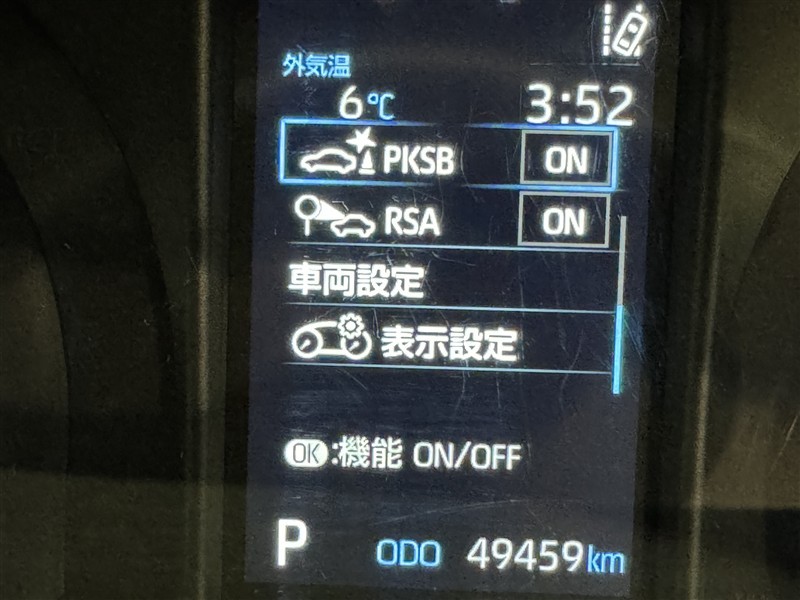 外気温
6℃ 3:52
PKSB ON
RSA ON
車両設定
表示設定
OK:機能 ON/OFF
P ODO 49459km